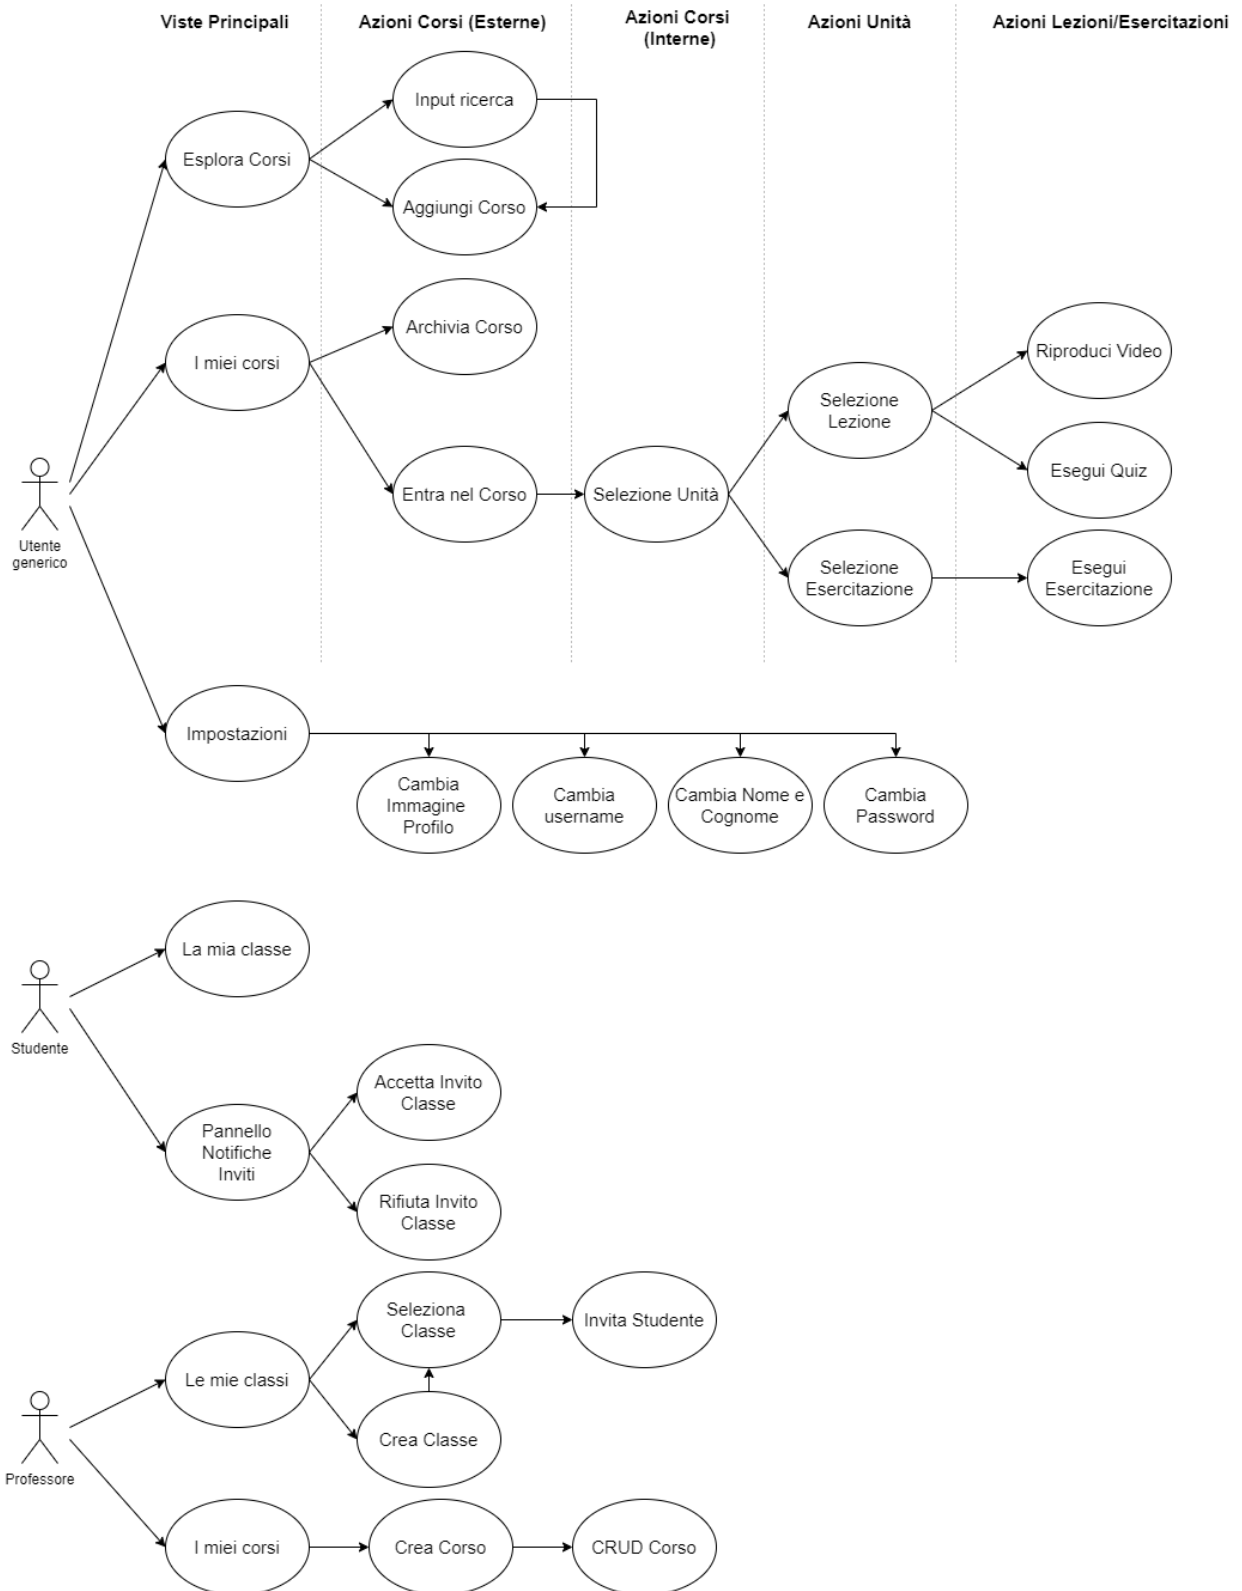 Viste Principali
Azioni Corsi (Esterne)
Azioni Corsi
(Interne)
Azioni Unità
Azioni Lezioni/Esercitazioni
Input ricerca
Esplora Corsi
Aggiungi Corso
Archivia Corso
I miei corsi
Riproduci Video
Selezione
Lezione
Esegui Quiz
Entra nel Corso
Selezione Unità
Utente
generico
Selezione
Esercitazione
Esegui
Esercitazione
Impostazioni
Cambia
Immagine
Profilo
Cambia
username
Cambia Nome e
Cognome
Cambia
Password
La mia classe
Studente
Accetta Invito
Classe
Pannello
Notifiche
Inviti
Rifiuta Invito
Classe
Seleziona
Classe
Invita Studente
Le mie classi
Crea Classe
Professore
I miei corsi
Crea Corso
CRUD Corso